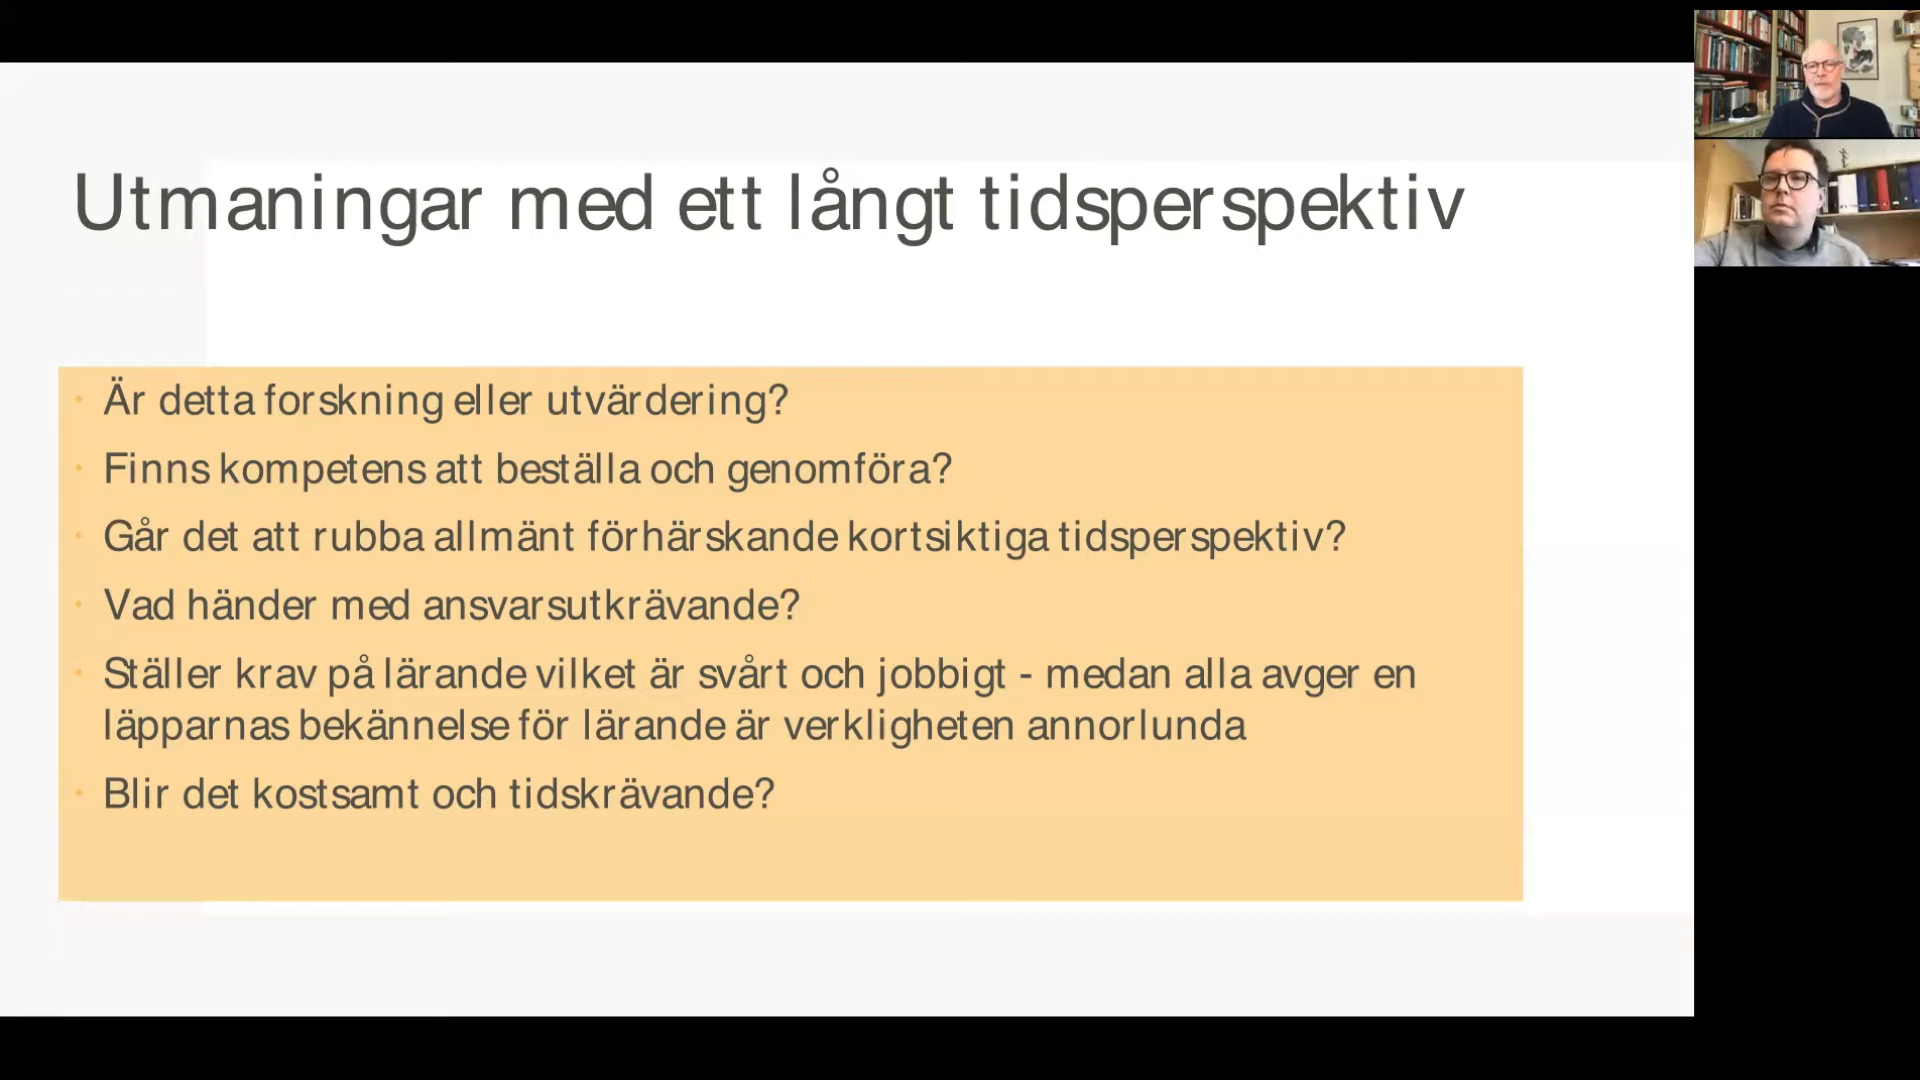 Utmaningar med ett långt tidsperspektiv
Är detta forskning eller utvärdering?
Finns kompetens att beställa och genomföra?
Går det att rubba allmänt förhärskande kortsiktiga tidsperspektiv?
Vad händer med ansvarsutkrävande?
Ställer krav på lärande vilket är svårt och jobbigt - medan alla avger en
läpparnas bekännelse för lärande är verkligheten annorlunda
Blir det kostsamt och tidskrävande?